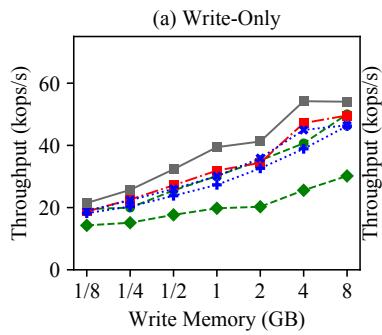 (a) Write-Only
Throughput (kops/s)
60
40
20
0
1/8 1/4 1/2 1 2 4 8
Write Memory (GB)
Throughput (kops/s)